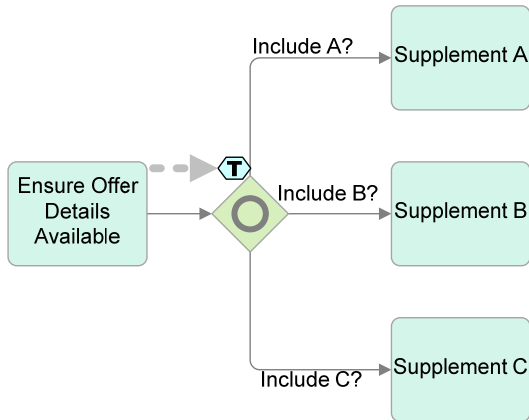 Include A?
Supplement A
T
Ensure Offer
Details
Available
Include B?
Supplement B
Include C?
Supplement C